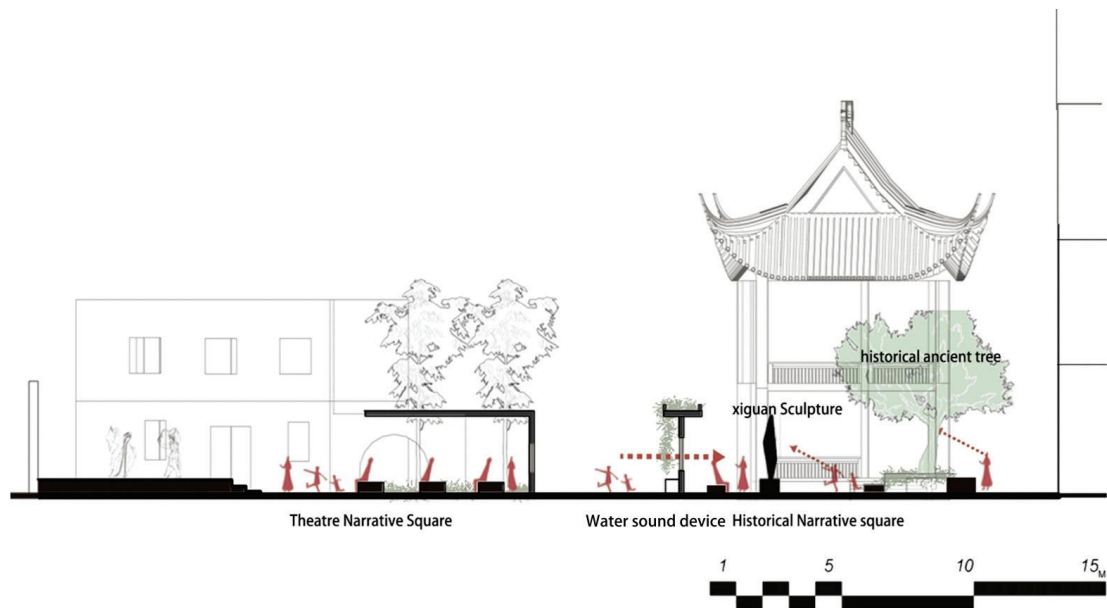 historical ancient tree
xiguan Sculpture
Theatre Narrative Square
Water sound device
Historical Narrative square
1
5
10
15M